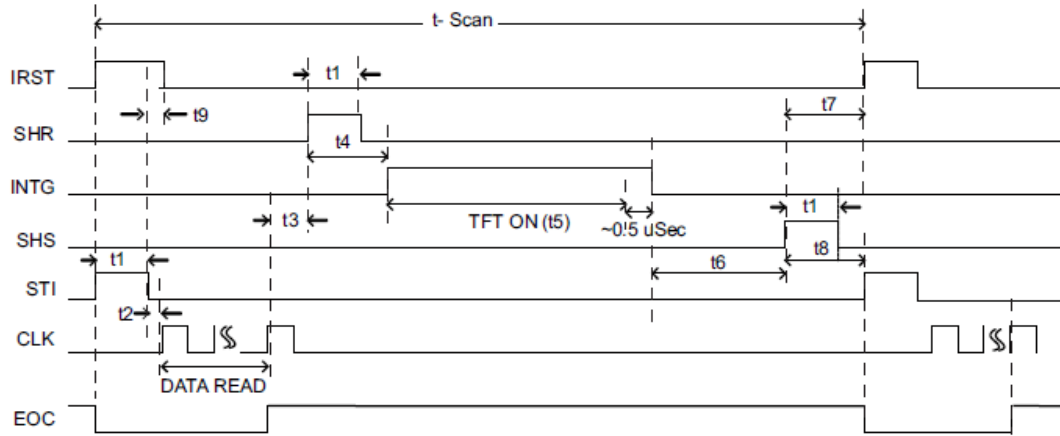 t- Scan
IRST
t1
t7
t9
SHR
t4
INTG
t3
TFT ON (t5)
~0.5 uSec
t1
SHS
t1
t6
t8
STI
t2
CLK
DATA READ
EOC